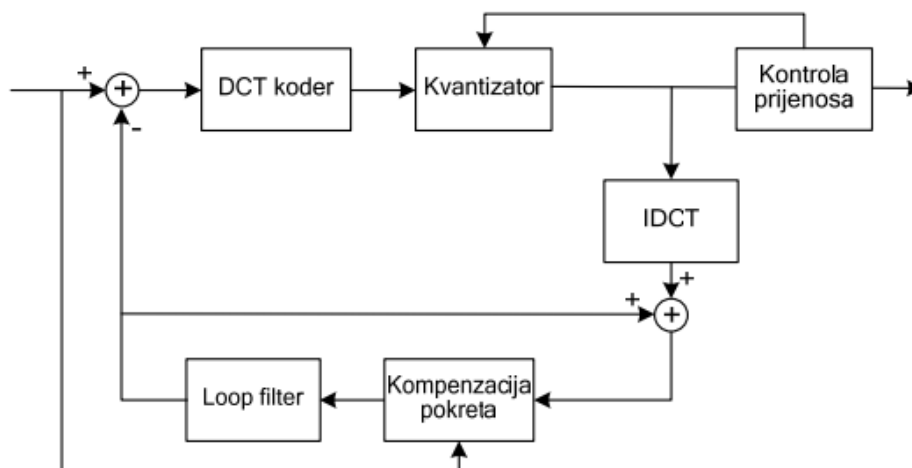 +
+
-
DCT koder
Kvantizator
Kontrola
prijenosa
IDCT
+
+
+
Loop filter
Kompenzacija
pokreta